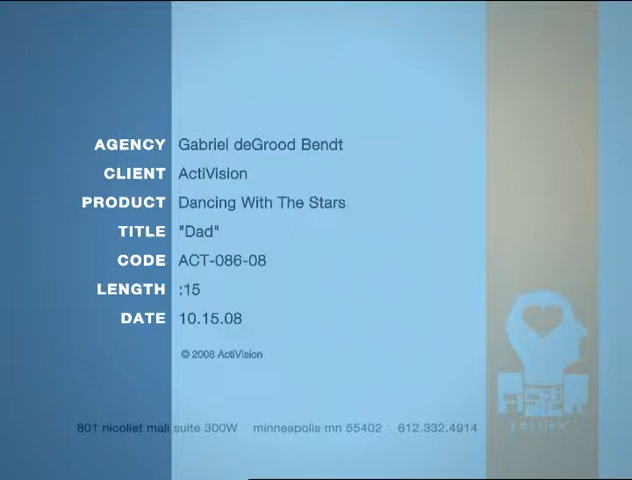 AGENCY Gabriel deGrood Bendt
CLIENT ActiVision
PRODUCT Dancing With The Stars
TITLE "Dad"
CODE ACT-086-08
LENGTH :15
DATE 10.15.08
© 2008 ActiVision
801 nicollet mall suite 300W minneapolis mn 55402 612.332.4914